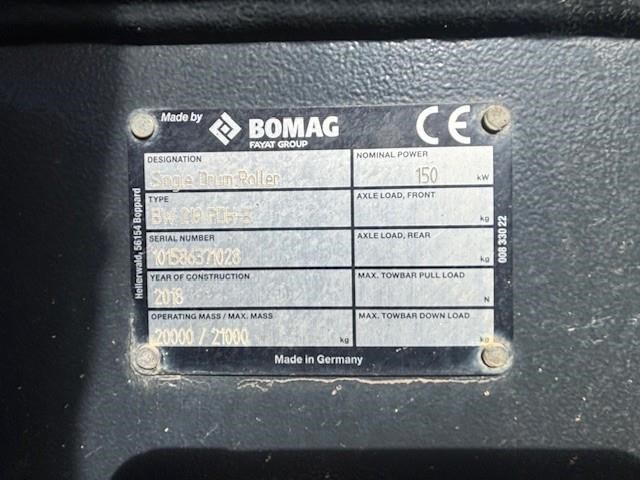 Made by BOMAG CE
FAYAT GROUP
DESIGNATION
Single Drum Roller
NOMINAL POWER
150 kW
TYPE
BW
AXLE LOAD, FRONT
kg
SERIAL NUMBER
101586371028
AXLE LOAD, REAR
kg
YEAR OF CONSTRUCTION
2018
MAX. TOWBAR PULL LOAD
N
OPERATING MASS / MAX. MASS
20000 / 21000 kg
MAX. TOWBAR DOWN LOAD
kg
Made in Germany
Hellerwald, 56154 Boppard
008 330 22